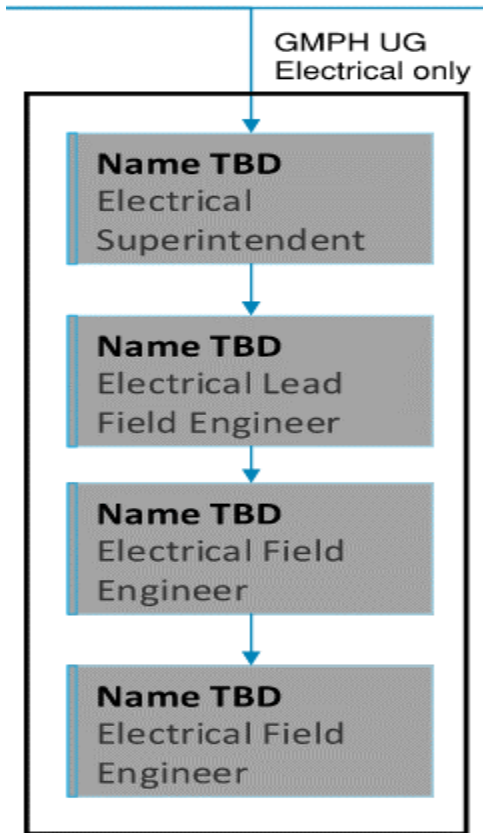 GMPH UG
Electrical only
Name TBD
Electrical
Superintendent
Name TBD
Electrical Lead
Field Engineer
Name TBD
Electrical Field
Engineer
Name TBD
Electrical Field
Engineer